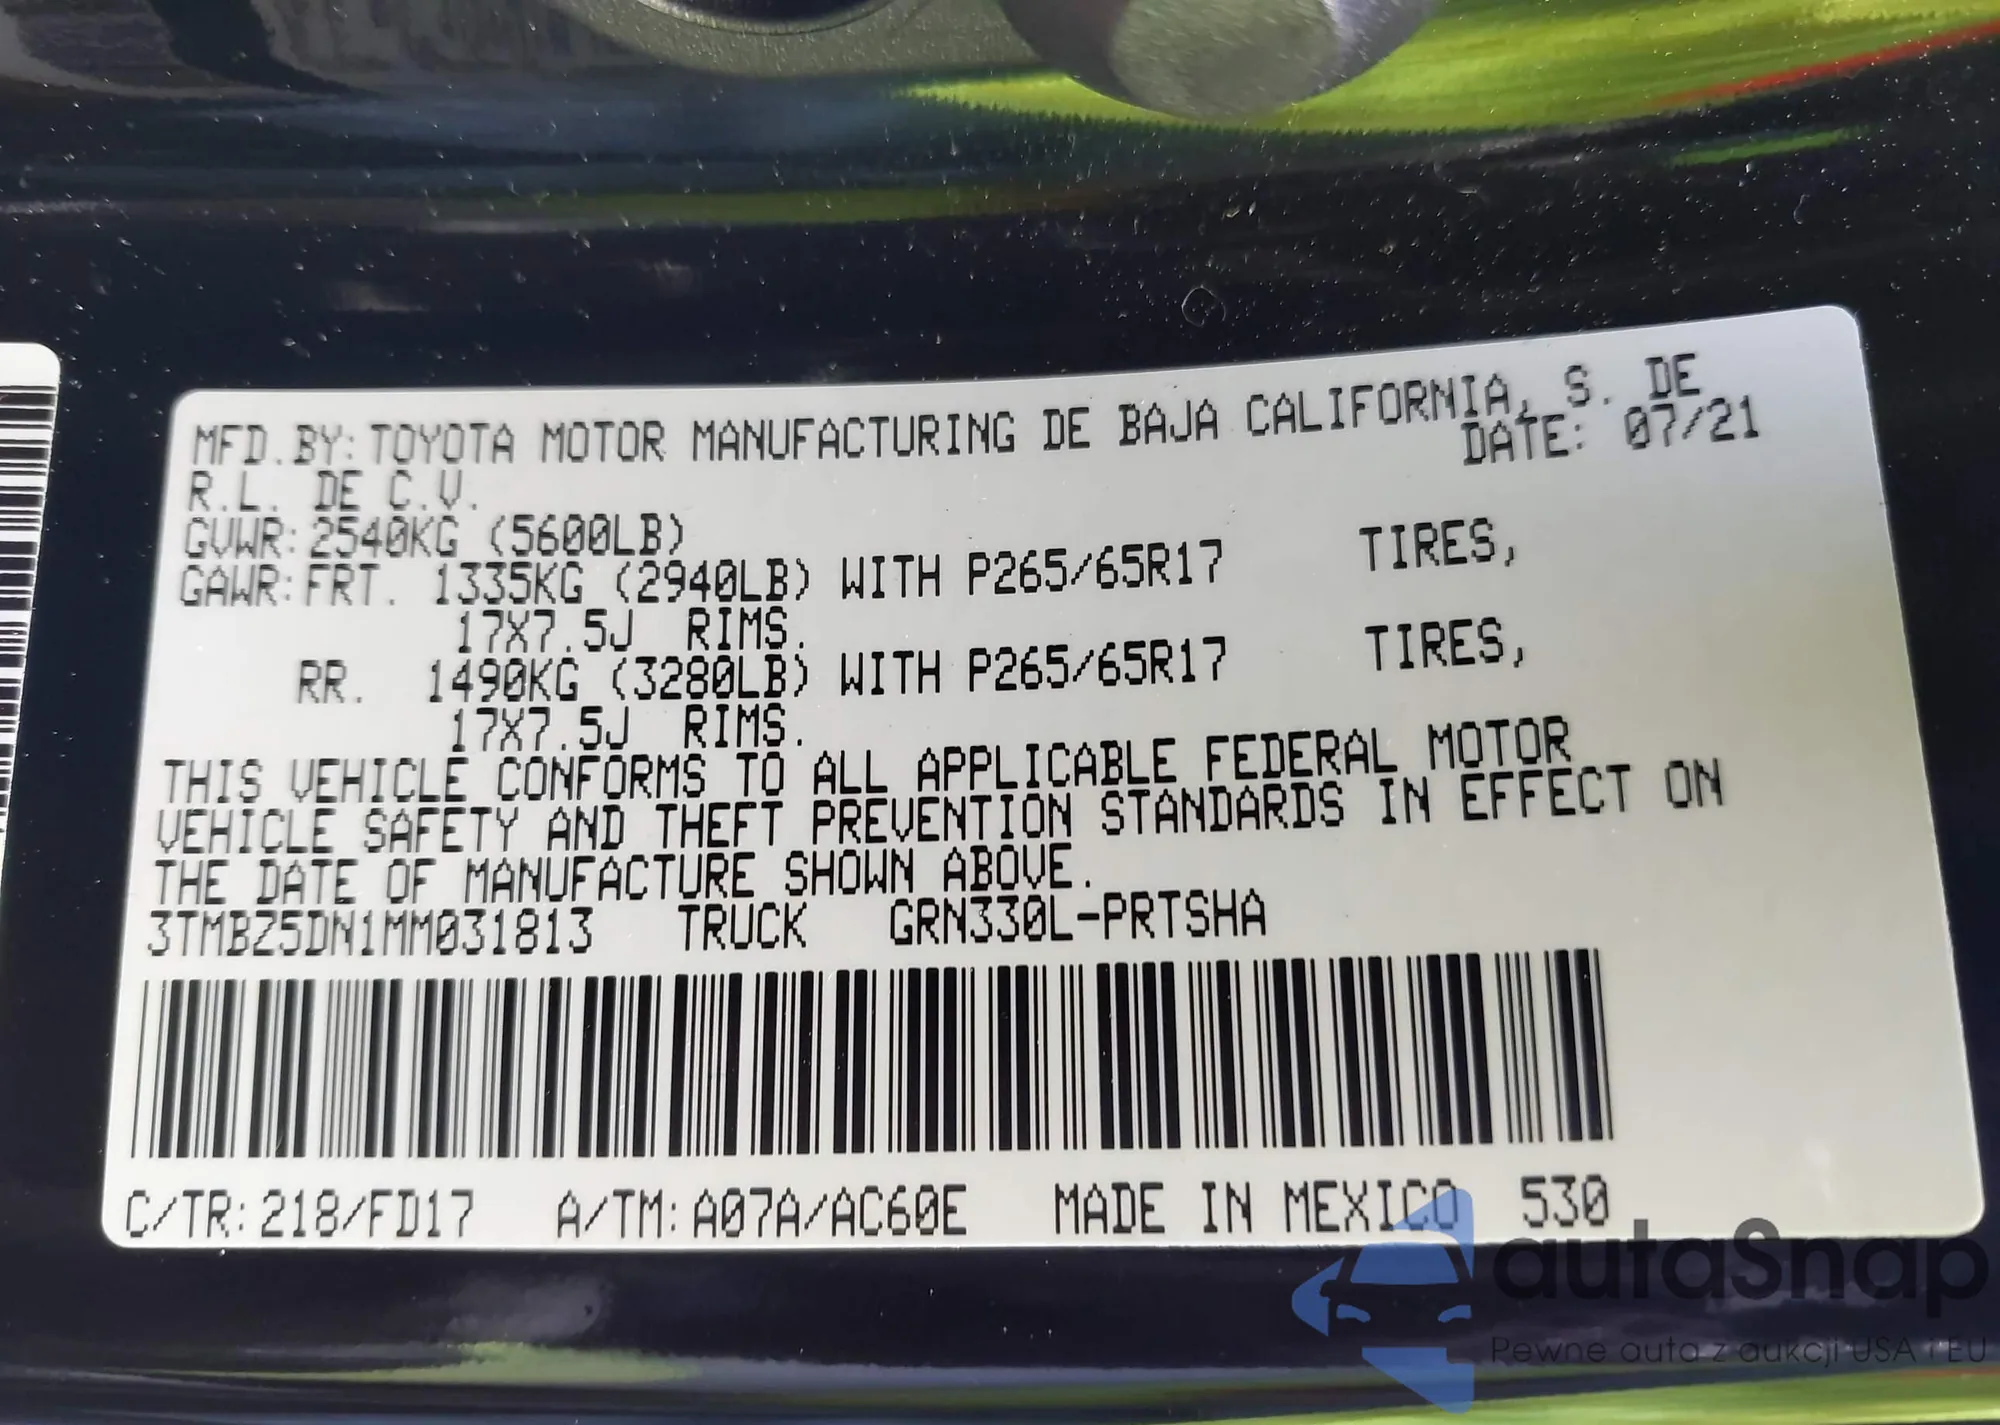 MFD.BY:TOYOTA MOTOR MANUFACTURING DE BAJA CALIFORNIA, S. DE
R.L. DE C.V. DATE: 07/21
GVWR:2540KG (5600LB)
GAWR:FRT. 1335KG (2940LB) WITH P265/65R17 TIRES,
17X7.5J RIMS.
RR. 1490KG (3280LB) WITH P265/65R17 TIRES,
17X7.5J RIMS.
THIS VEHICLE CONFORMS TO ALL APPLICABLE FEDERAL MOTOR
VEHICLE SAFETY AND THEFT PREVENTION STANDARDS IN EFFECT ON
THE DATE OF MANUFACTURE SHOWN ABOVE.
3TMBZ5DN1MM031813 TRUCK GRN330L-PRTSHA
C/TR:218/FD17 A/TM:A07A/AC60E MADE IN MEXICO 530
autaSnap
Pewne auta z aukcji USA i EU